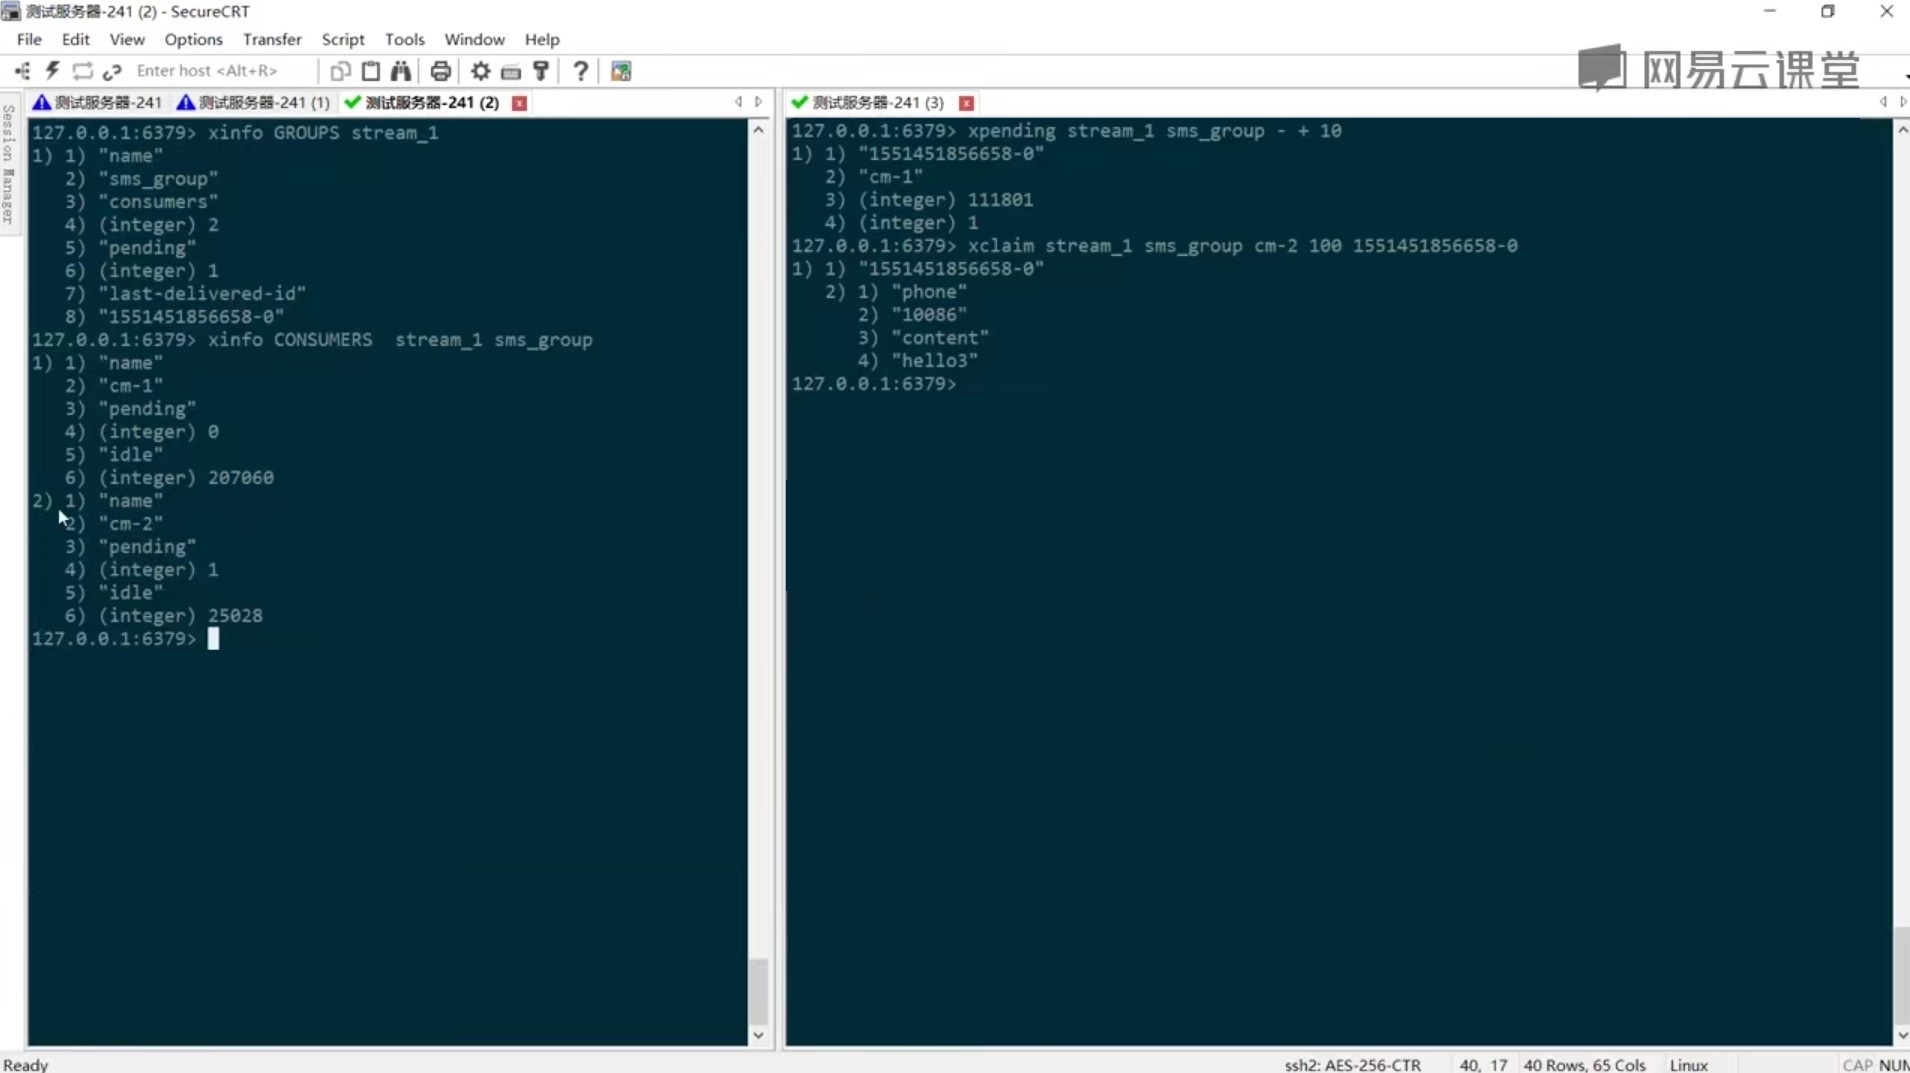 测试服务器-241 (2) - SecureCRT
File Edit View Options Transfer Script Tools Window Help
Enter host <Alt+R>
网易云课堂
测试服务器-241 测试服务器-241 (1) 测试服务器-241 (2)
测试服务器-241 (3)
Session Manager
127.0.0.1:6379> xinfo GROUPS stream_1
1) 1) "name"
2) "sms_group"
3) "consumers"
4) (integer) 2
5) "pending"
6) (integer) 1
7) "last-delivered-id"
8) "1551451856658-0"
127.0.0.1:6379> xinfo CONSUMERS  stream_1 sms_group
1) 1) "name"
2) "cm-1"
3) "pending"
4) (integer) 0
5) "idle"
6) (integer) 207060
2) 1) "name"
2) "cm-2"
3) "pending"
4) (integer) 1
5) "idle"
6) (integer) 25028
127.0.0.1:6379>
127.0.0.1:6379> xpending stream_1 sms_group - + 10
1) 1) "1551451856658-0"
2) "cm-1"
3) (integer) 111801
4) (integer) 1
127.0.0.1:6379> xclaim stream_1 sms_group cm-2 100 1551451856658-0
1) 1) "1551451856658-0"
2) 1) "phone"
2) "10086"
3) "content"
4) "hello3"
127.0.0.1:6379>
Ready
ssh2: AES-256-CTR 40, 17 40 Rows, 65 Cols Linux CAP NUM